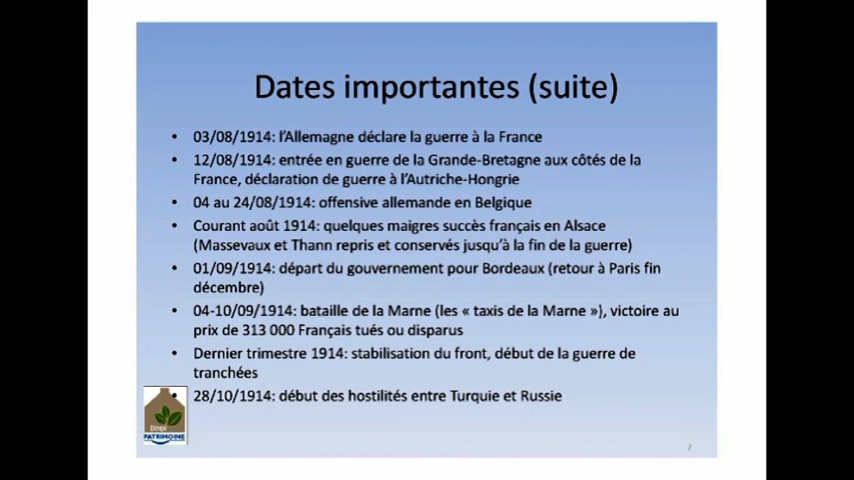 Dates importantes (suite)
• 03/08/1914: l'Allemagne déclare la guerre à la France
• 12/08/1914: entrée en guerre de la Grande-Bretagne aux côtés de la
France, déclaration de guerre à l'Autriche-Hongrie
• 04 au 24/08/1914: offensive allemande en Belgique
• Courant août 1914: quelques maigres succès français en Alsace
(Massevaux et Thann repris et conservés jusqu'à la fin de la guerre)
• 01/09/1914: départ du gouvernement pour Bordeaux (retour à Paris fin
décembre)
• 04-10/09/1914: bataille de la Marne (les « taxis de la Marne »), victoire au
prix de 313 000 Français tués ou disparus
• Dernier trimestre 1914: stabilisation du front, début de la guerre de
tranchées
• 28/10/1914: début des hostilités entre Turquie et Russie
PATRIMOINE
7